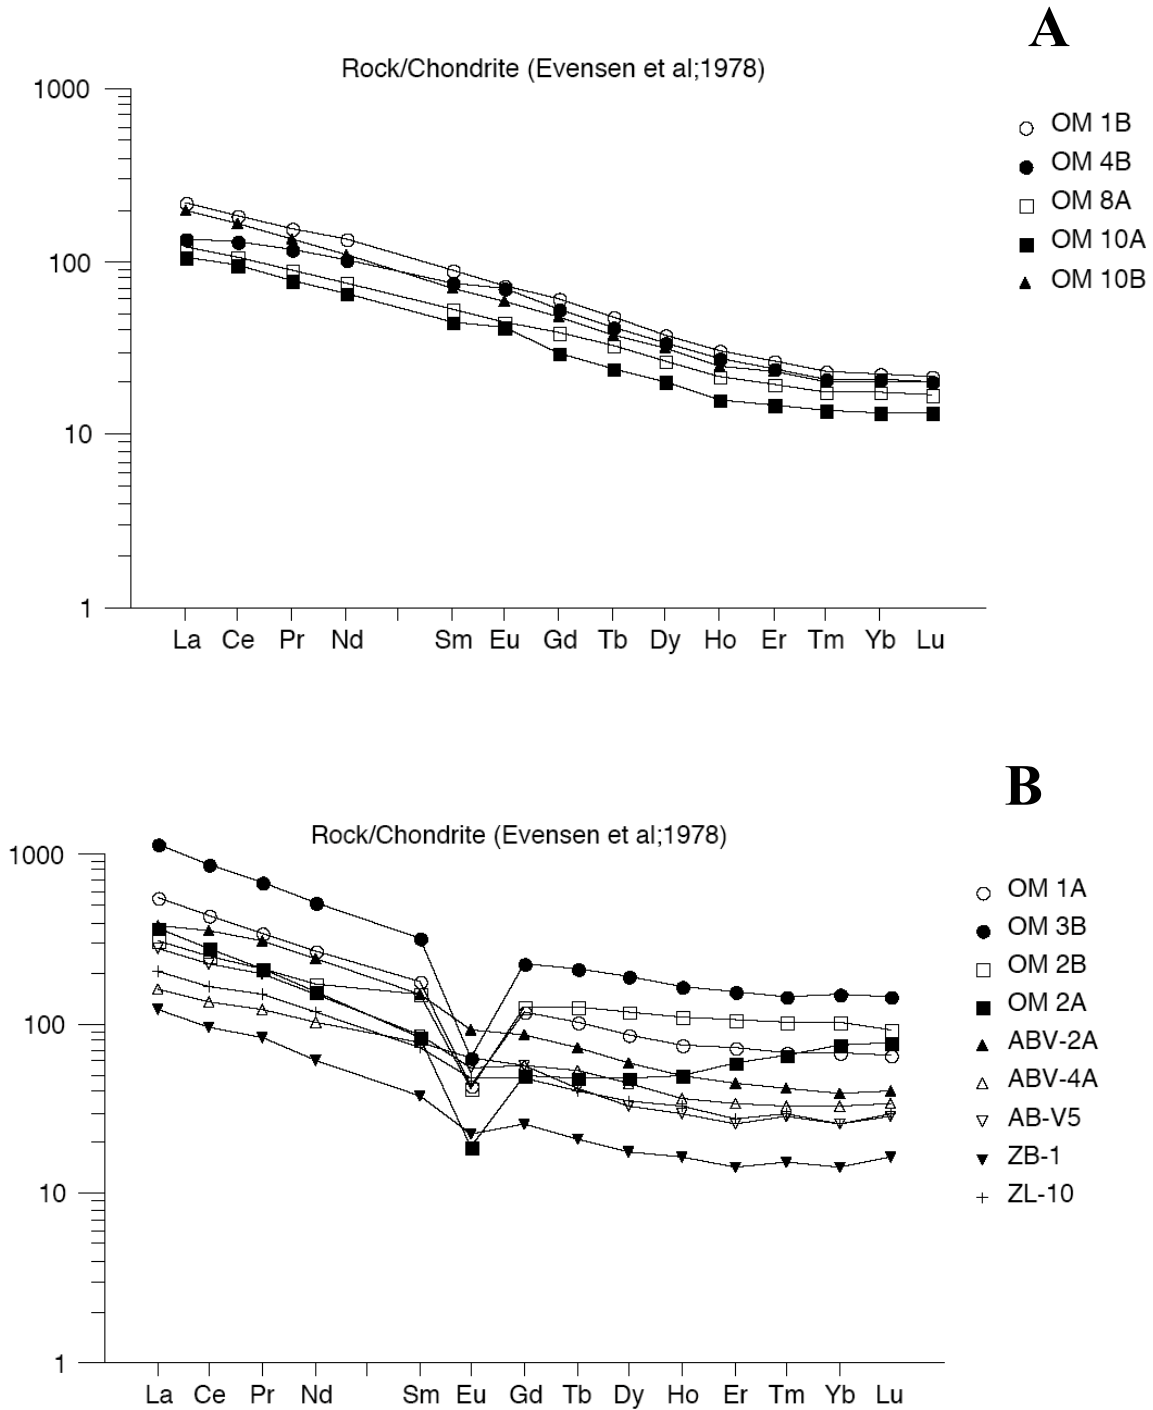 A
Rock/Chondrite (Evensen et al;1978)
1000
100
10
1
La Ce Pr Nd Sm Eu Gd Tb Dy Ho Er Tm Yb Lu
OM 1B
OM 4B
OM 8A
OM 10A
OM 10B
B
Rock/Chondrite (Evensen et al;1978)
1000
100
10
1
La Ce Pr Nd Sm Eu Gd Tb Dy Ho Er Tm Yb Lu
OM 1A
OM 3B
OM 2B
OM 2A
ABV-2A
ABV-4A
AB-V5
ZB-1
ZL-10